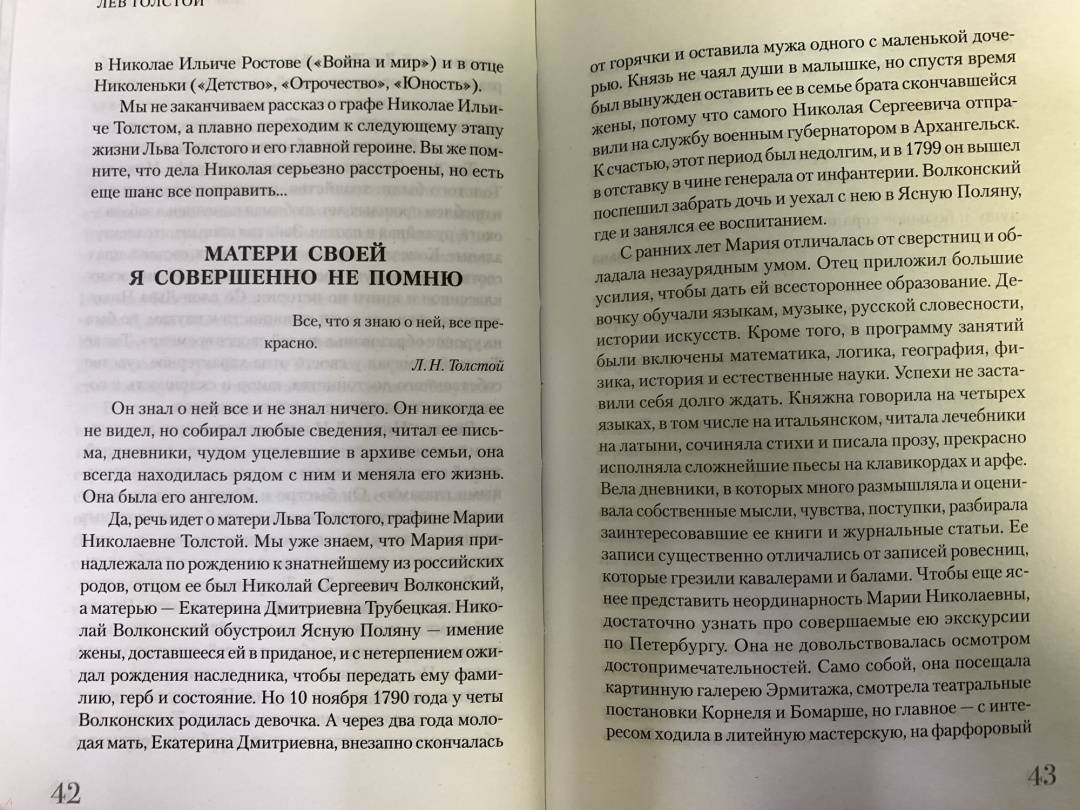 ЛЕВ ТОЛСТОЙ
в Николае Ильиче Ростове («Война и мир») и в отце
Николеньки («Детство», «Отрочество», «Юность»).
Мы не заканчиваем рассказ о графе Николае Ильи-
че Толстом, а плавно переходим к следующему этапу
жизни Льва Толстого и его главной героине. Вы же пом-
ните, что дела Николая серьезно расстроены, но есть
еще шанс все поправить...
МАТЕРИ СВОЕЙ
Я СОВЕРШЕННО НЕ ПОМНЮ
Все, что я знаю о ней, все пре-
красно.
Л. Н. Толстой
Он знал о ней все и не знал ничего. Он никогда ее
не видел, но собирал любые сведения, читал ее пись-
ма, дневники, чудом уцелевшие в архиве семьи, она
всегда находилась рядом с ним и меняла его жизнь.
Она была его ангелом.
Да, речь идет о матери Льва Толстого, графине Марии
Николаевне Толстой. Мы уже знаем, что Мария при-
надлежала по рождению к знатнейшему из российских
родов, отцом ее был Николай Сергеевич Волконский,
а матерью — Екатерина Дмитриевна Трубецкая. Нико-
лай Волконский обустроил Ясную Поляну — имение
жены, доставшееся ей в приданое, и с нетерпением ожи-
дал рождения наследника, чтобы передать ему фами-
лию, герб и состояние. Но 10 ноября 1790 года у четы
Волконских родилась девочка. А через два года моло-
дая мать, Екатерина Дмитриевна, внезапно скончалась
42
от горячки и оставила мужа одного с маленькой доче-
рью. Князь не чаял души в малышке, но спустя время
был вынужден оставить ее в семье брата скончавшейся
жены, потому что самого Николая Сергеевича отпра-
вили на службу военным губернатором в Архангельск.
К счастью, этот период был недолгим, и в 1799 он вышел
в отставку в чине генерала от инфантерии. Волконский
поспешил забрать дочь и уехал с нею в Ясную Поляну,
где и занялся ее воспитанием.
С ранних лет Мария отличалась от сверстниц и об-
ладала незаурядным умом. Отец приложил большие
усилия, чтобы дать ей всестороннее образование. Де-
вочку обучали языкам, музыке, русской словесности,
истории искусств. Кроме того, в программу занятий
были включены математика, логика, география, фи-
зика, история и естественные науки. Успехи не заста-
вили себя долго ждать. Княжна говорила на четырех
языках, в том числе на итальянском, читала лечебники
на латыни, сочиняла стихи и писала прозу, прекрасно
исполняла сложнейшие пьесы на клавикордах и арфе.
Вела дневники, в которых много размышляла и оцени-
вала собственные мысли, чувства, поступки, разбирала
заинтересовавшие ее книги и журнальные статьи. Ее
записи существенно отличались от записей ровесниц,
которые грезили кавалерами и балами. Чтобы еще яс-
нее представить неординарность Марии Николаевны,
достаточно узнать про совершаемые ею экскурсии
по Петербургу. Она не довольствовалась осмотром
достопримечательностей. Само собой, она посещала
картинную галерею Эрмитажа, смотрела театральные
постановки Корнеля и Бомарше, но главное — с инте-
ресом ходила в литейную мастерскую, на фарфоровый
43